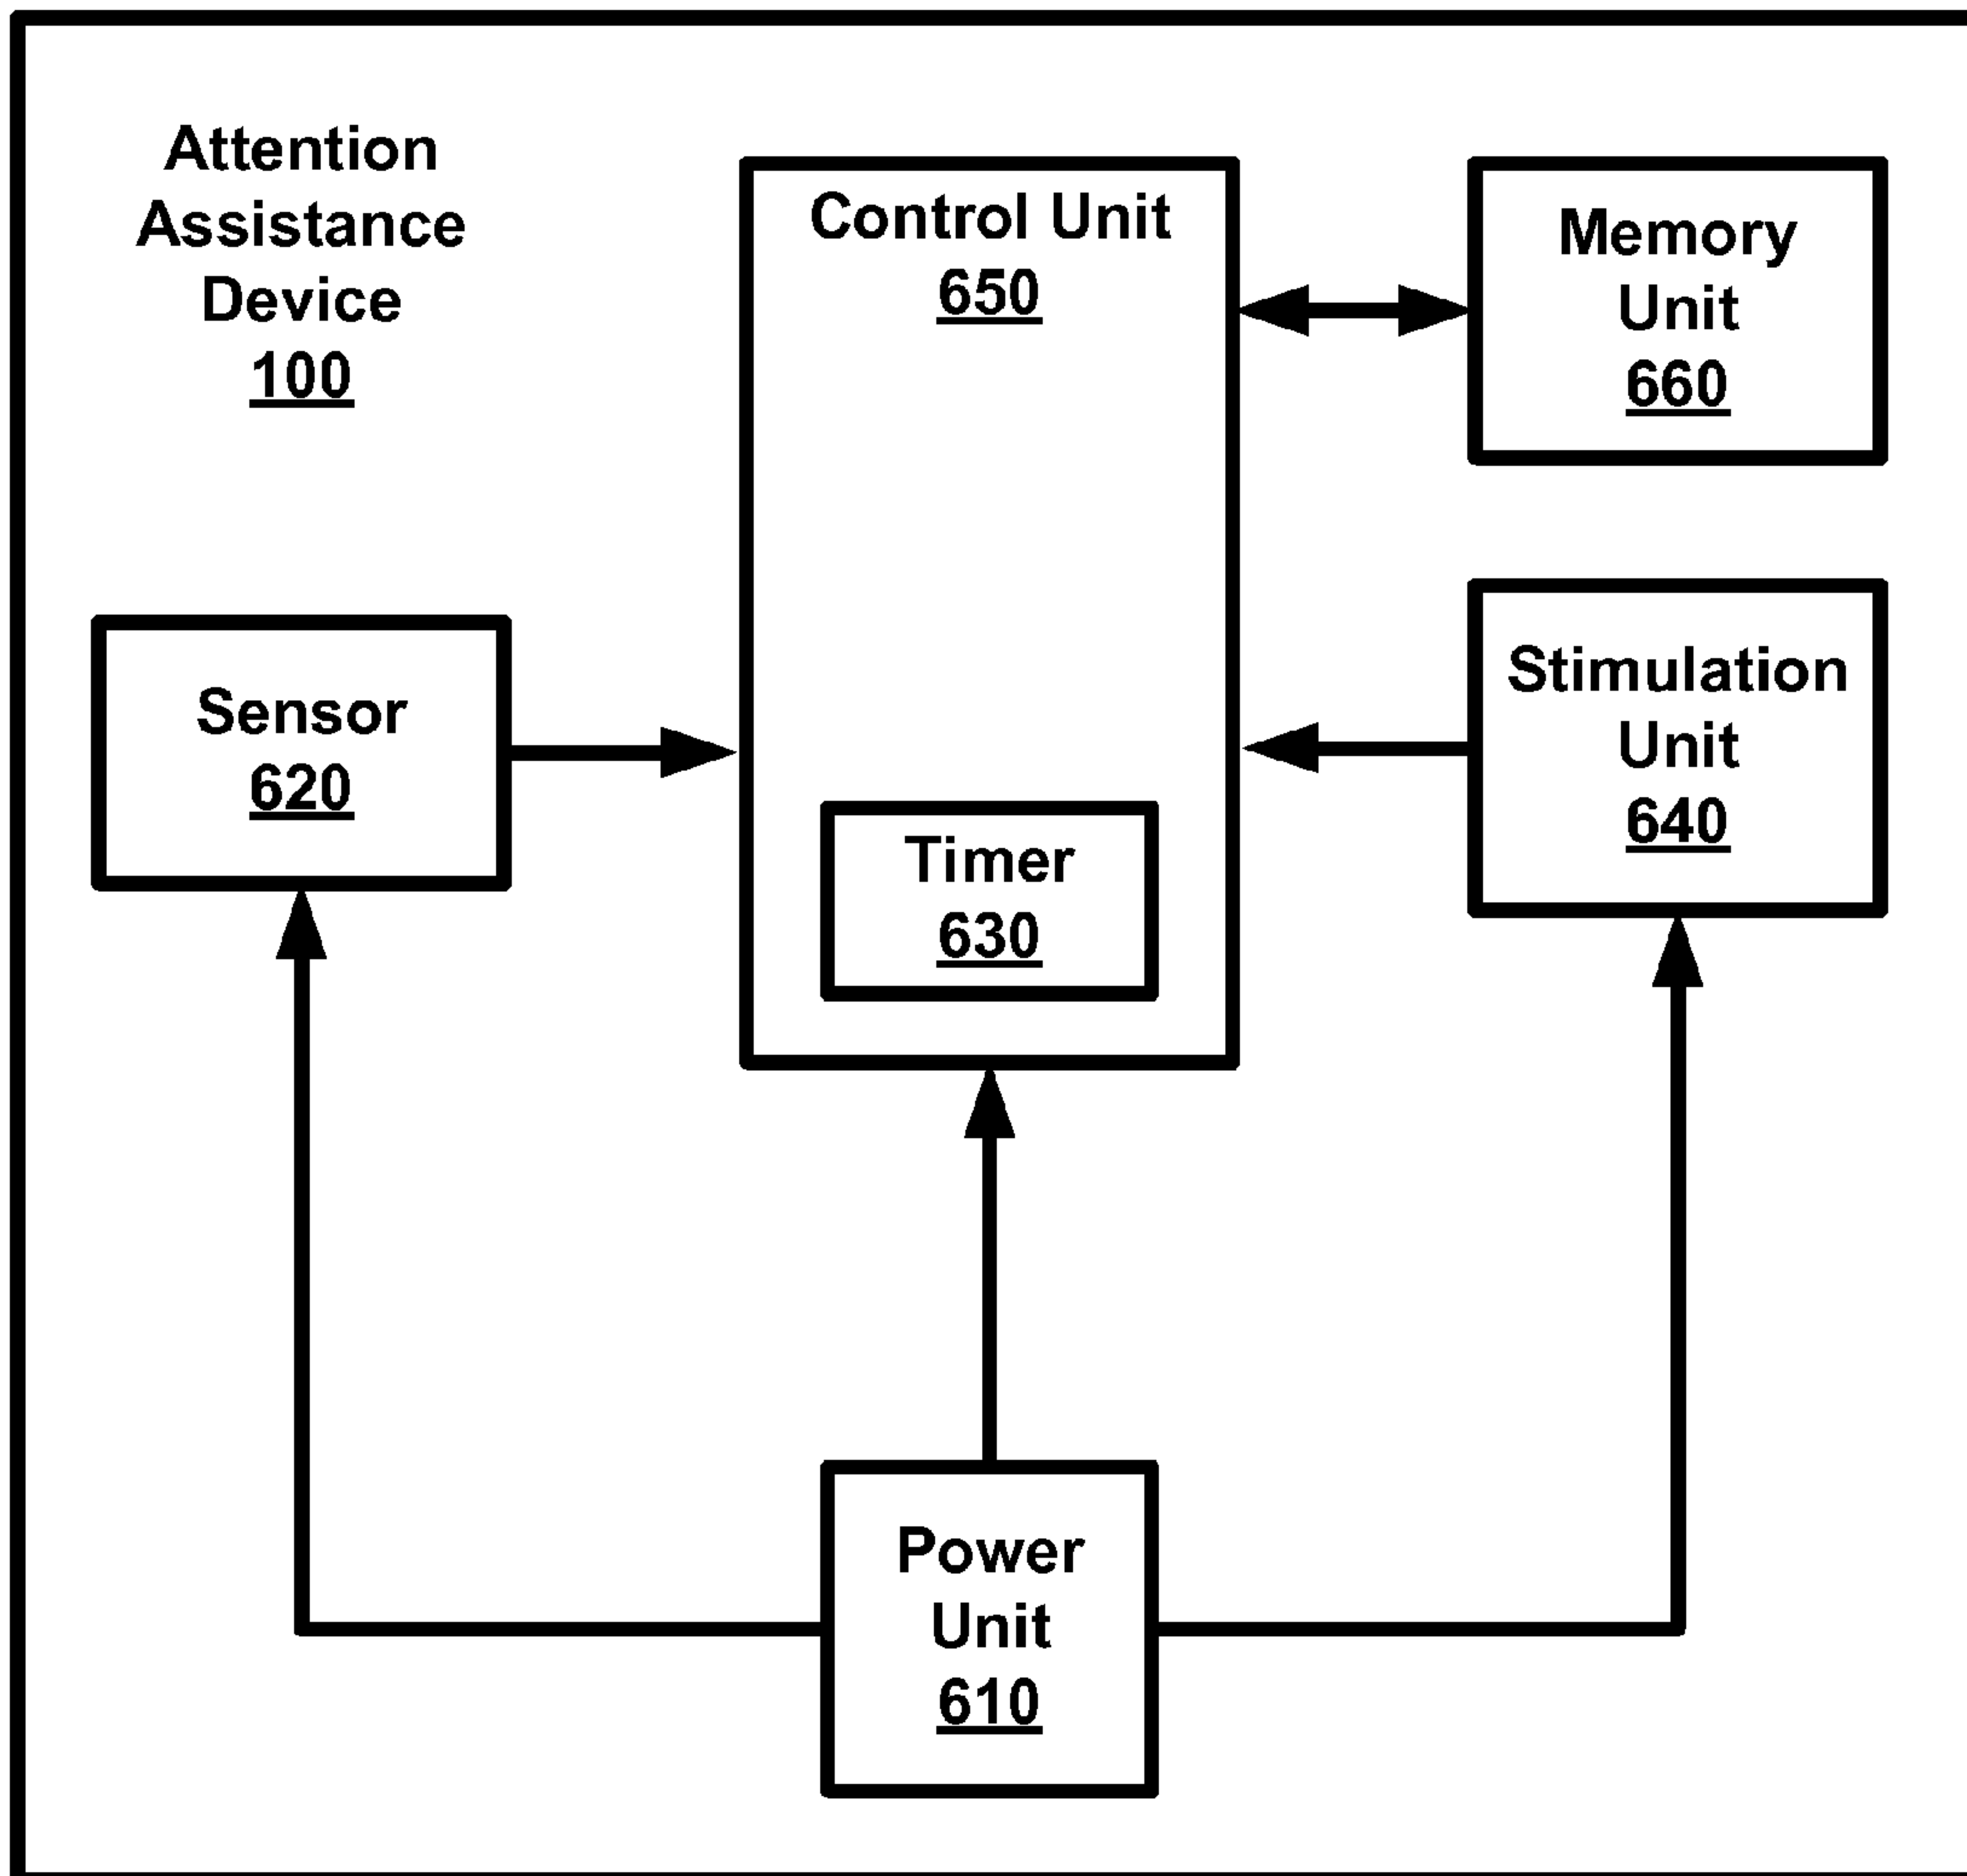 Attention
Assistance
Device
100
Control Unit
650
Memory
Unit
660
Sensor
620
Stimulation
Unit
640
Timer
630
Power
Unit
610